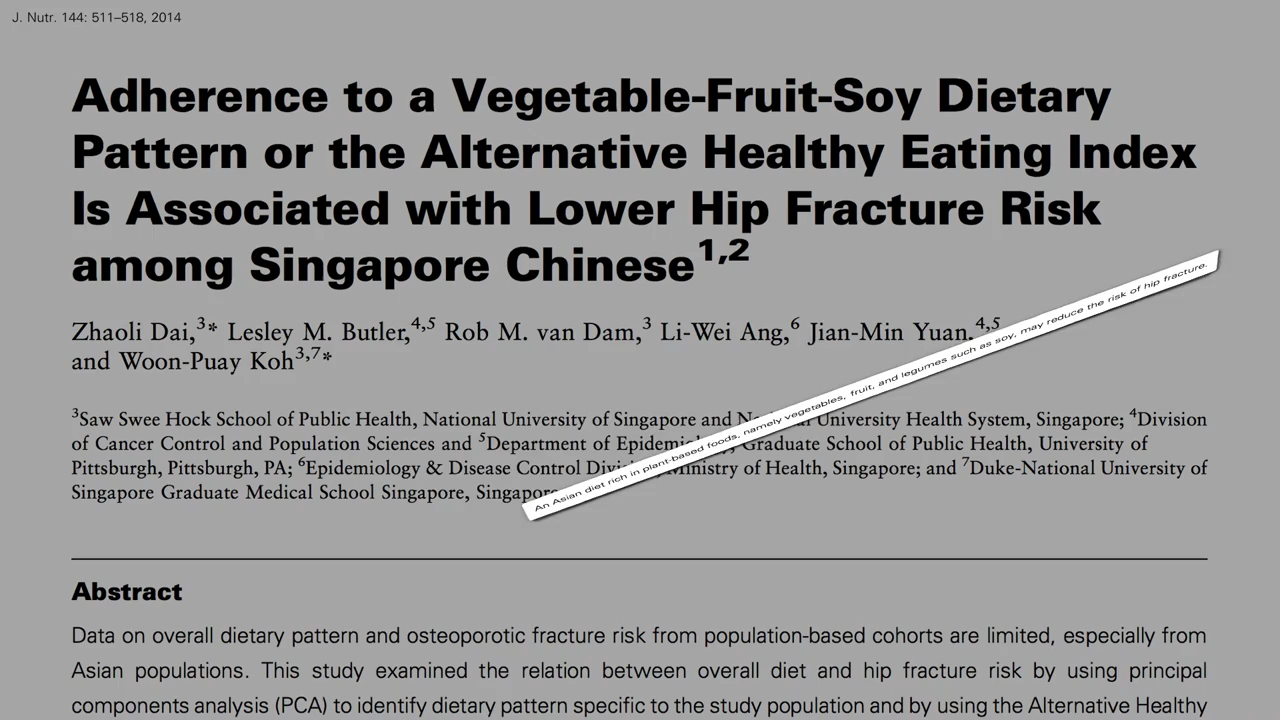 J. Nutr. 144: 511–518, 2014
Adherence to a Vegetable-Fruit-Soy Dietary
Pattern or the Alternative Healthy Eating Index
Is Associated with Lower Hip Fracture Risk
among Singapore Chinese1,2
Zhaoli Dai,3* Lesley M. Butler,4,5 Rob M. van Dam,3 Li-Wei Ang,6 Jian-Min Yuan,4,5
and Woon-Puay Koh3,7*
An Asian diet rich in plant-based foods, namely vegetables, fruit, and legumes such as soy, may reduce the risk of hip fracture.
3Saw Swee Hock School of Public Health, National University of Singapore and University Health System, Singapore; 4Division
of Cancer Control and Population Sciences and 5Department of Graduate School of Public Health, University of
Pittsburgh, Pittsburgh, PA; 6Epidemiology & Disease Control Ministry of Health, Singapore; and 7Duke-National University of
Singapore Graduate Medical School Singapore, Singapore
Abstract
Data on overall dietary pattern and osteoporotic fracture risk from population-based cohorts are limited, especially from
Asian populations. This study examined the relation between overall diet and hip fracture risk by using principal
components analysis (PCA) to identify dietary pattern specific to the study population and by using the Alternative Healthy